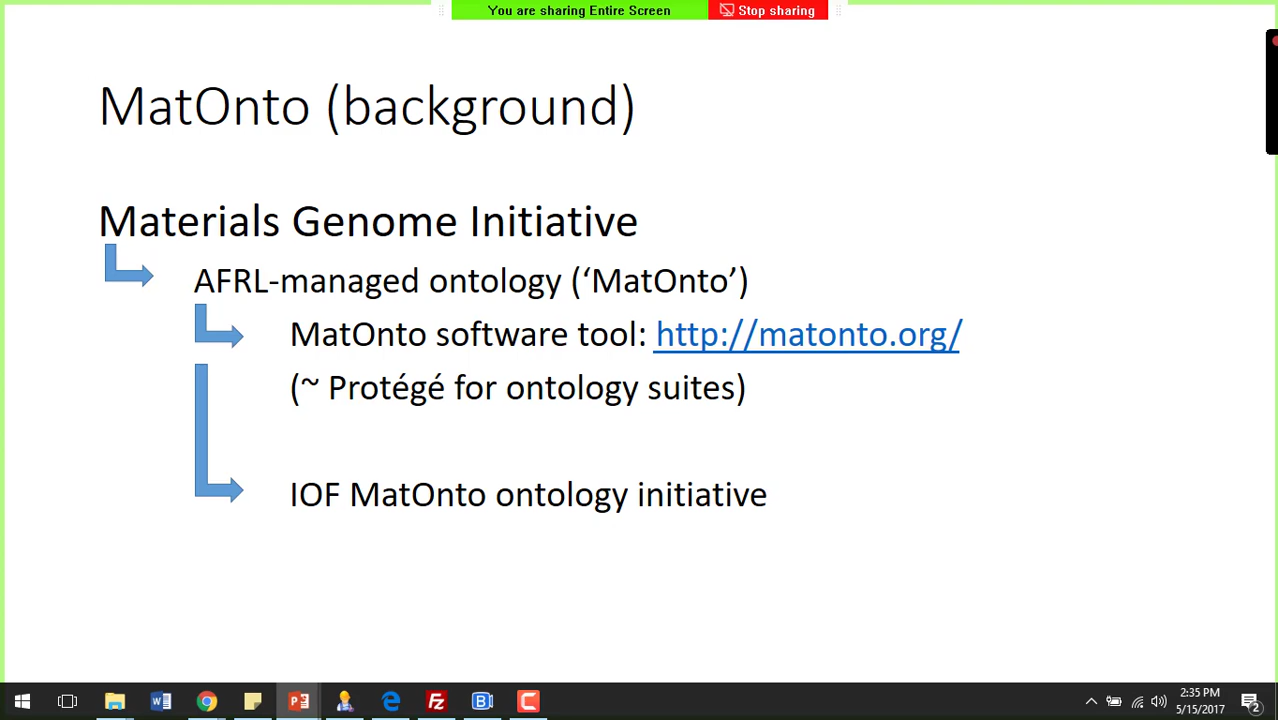 You are sharing Entire Screen Stop sharing
MatOnto (background)
Materials Genome Initiative
AFRL-managed ontology (‘MatOnto’)
MatOnto software tool: http://matonto.org/
(~ Protégé for ontology suites)
IOF MatOnto ontology initiative
2:35 PM
5/15/2017
2